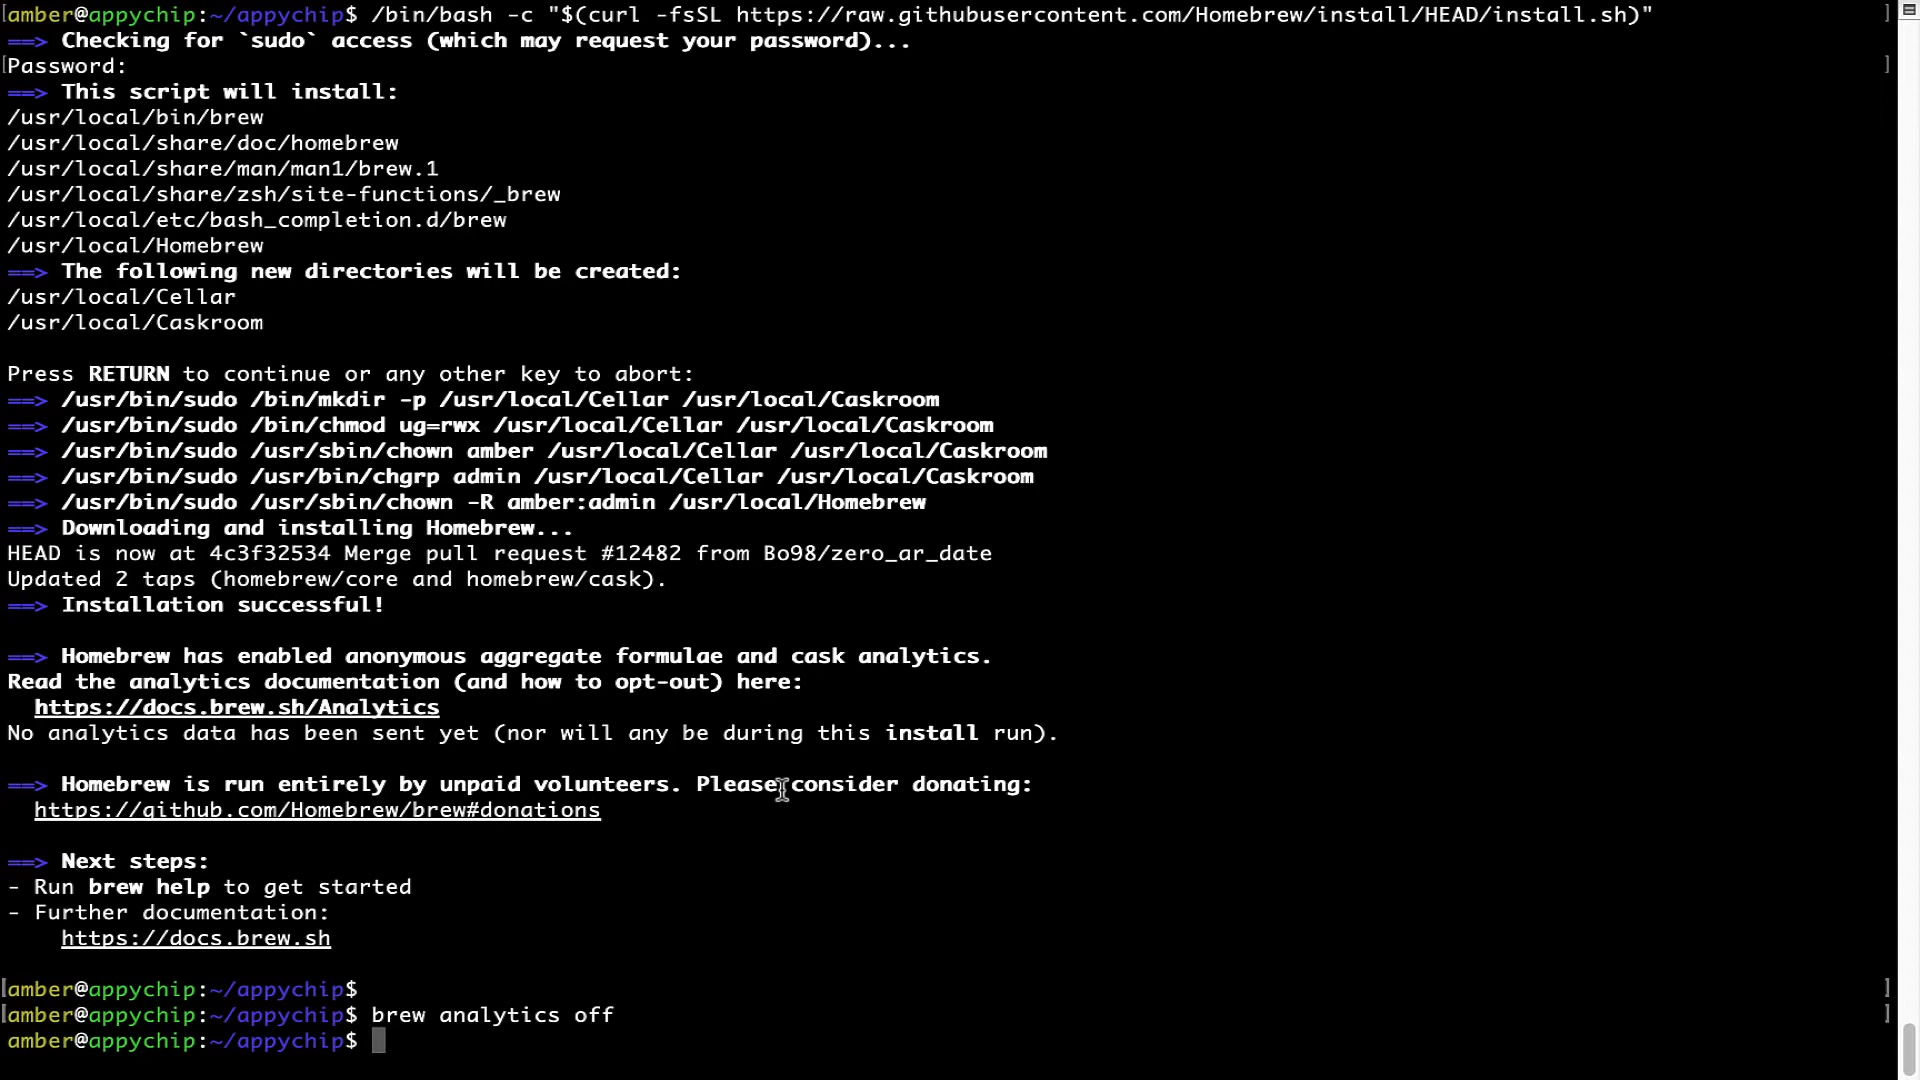 [amber@appychip:~/appychip$ /bin/bash -c "$(curl -fsSL https://raw.githubusercontent.com/Homebrew/install/HEAD/install.sh)" ]
==> Checking for `sudo` access (which may request your password)...
[Password: ]
==> This script will install:
/usr/local/bin/brew
/usr/local/share/doc/homebrew
/usr/local/share/man/man1/brew.1
/usr/local/share/zsh/site-functions/_brew
/usr/local/etc/bash_completion.d/brew
/usr/local/Homebrew
==> The following new directories will be created:
/usr/local/Cellar
/usr/local/Caskroom
Press RETURN to continue or any other key to abort:
==> /usr/bin/sudo /bin/mkdir -p /usr/local/Cellar /usr/local/Caskroom
==> /usr/bin/sudo /bin/chmod ug=rwx /usr/local/Cellar /usr/local/Caskroom
==> /usr/bin/sudo /usr/sbin/chown amber /usr/local/Cellar /usr/local/Caskroom
==> /usr/bin/sudo /usr/bin/chgrp admin /usr/local/Cellar /usr/local/Caskroom
==> /usr/bin/sudo /usr/sbin/chown -R amber:admin /usr/local/Homebrew
==> Downloading and installing Homebrew...
HEAD is now at 4c3f32534 Merge pull request #12482 from Bo98/zero_ar_date
Updated 2 taps (homebrew/core and homebrew/cask).
==> Installation successful!
==> Homebrew has enabled anonymous aggregate formulae and cask analytics.
Read the analytics documentation (and how to opt-out) here:
https://docs.brew.sh/Analytics
No analytics data has been sent yet (nor will any be during this install run).
==> Homebrew is run entirely by unpaid volunteers. Please consider donating:
https://github.com/Homebrew/brew#donations
==> Next steps:
- Run brew help to get started
- Further documentation:
https://docs.brew.sh
[amber@appychip:~/appychip$ ]
[amber@appychip:~/appychip$ brew analytics off ]
amber@appychip:~/appychip$